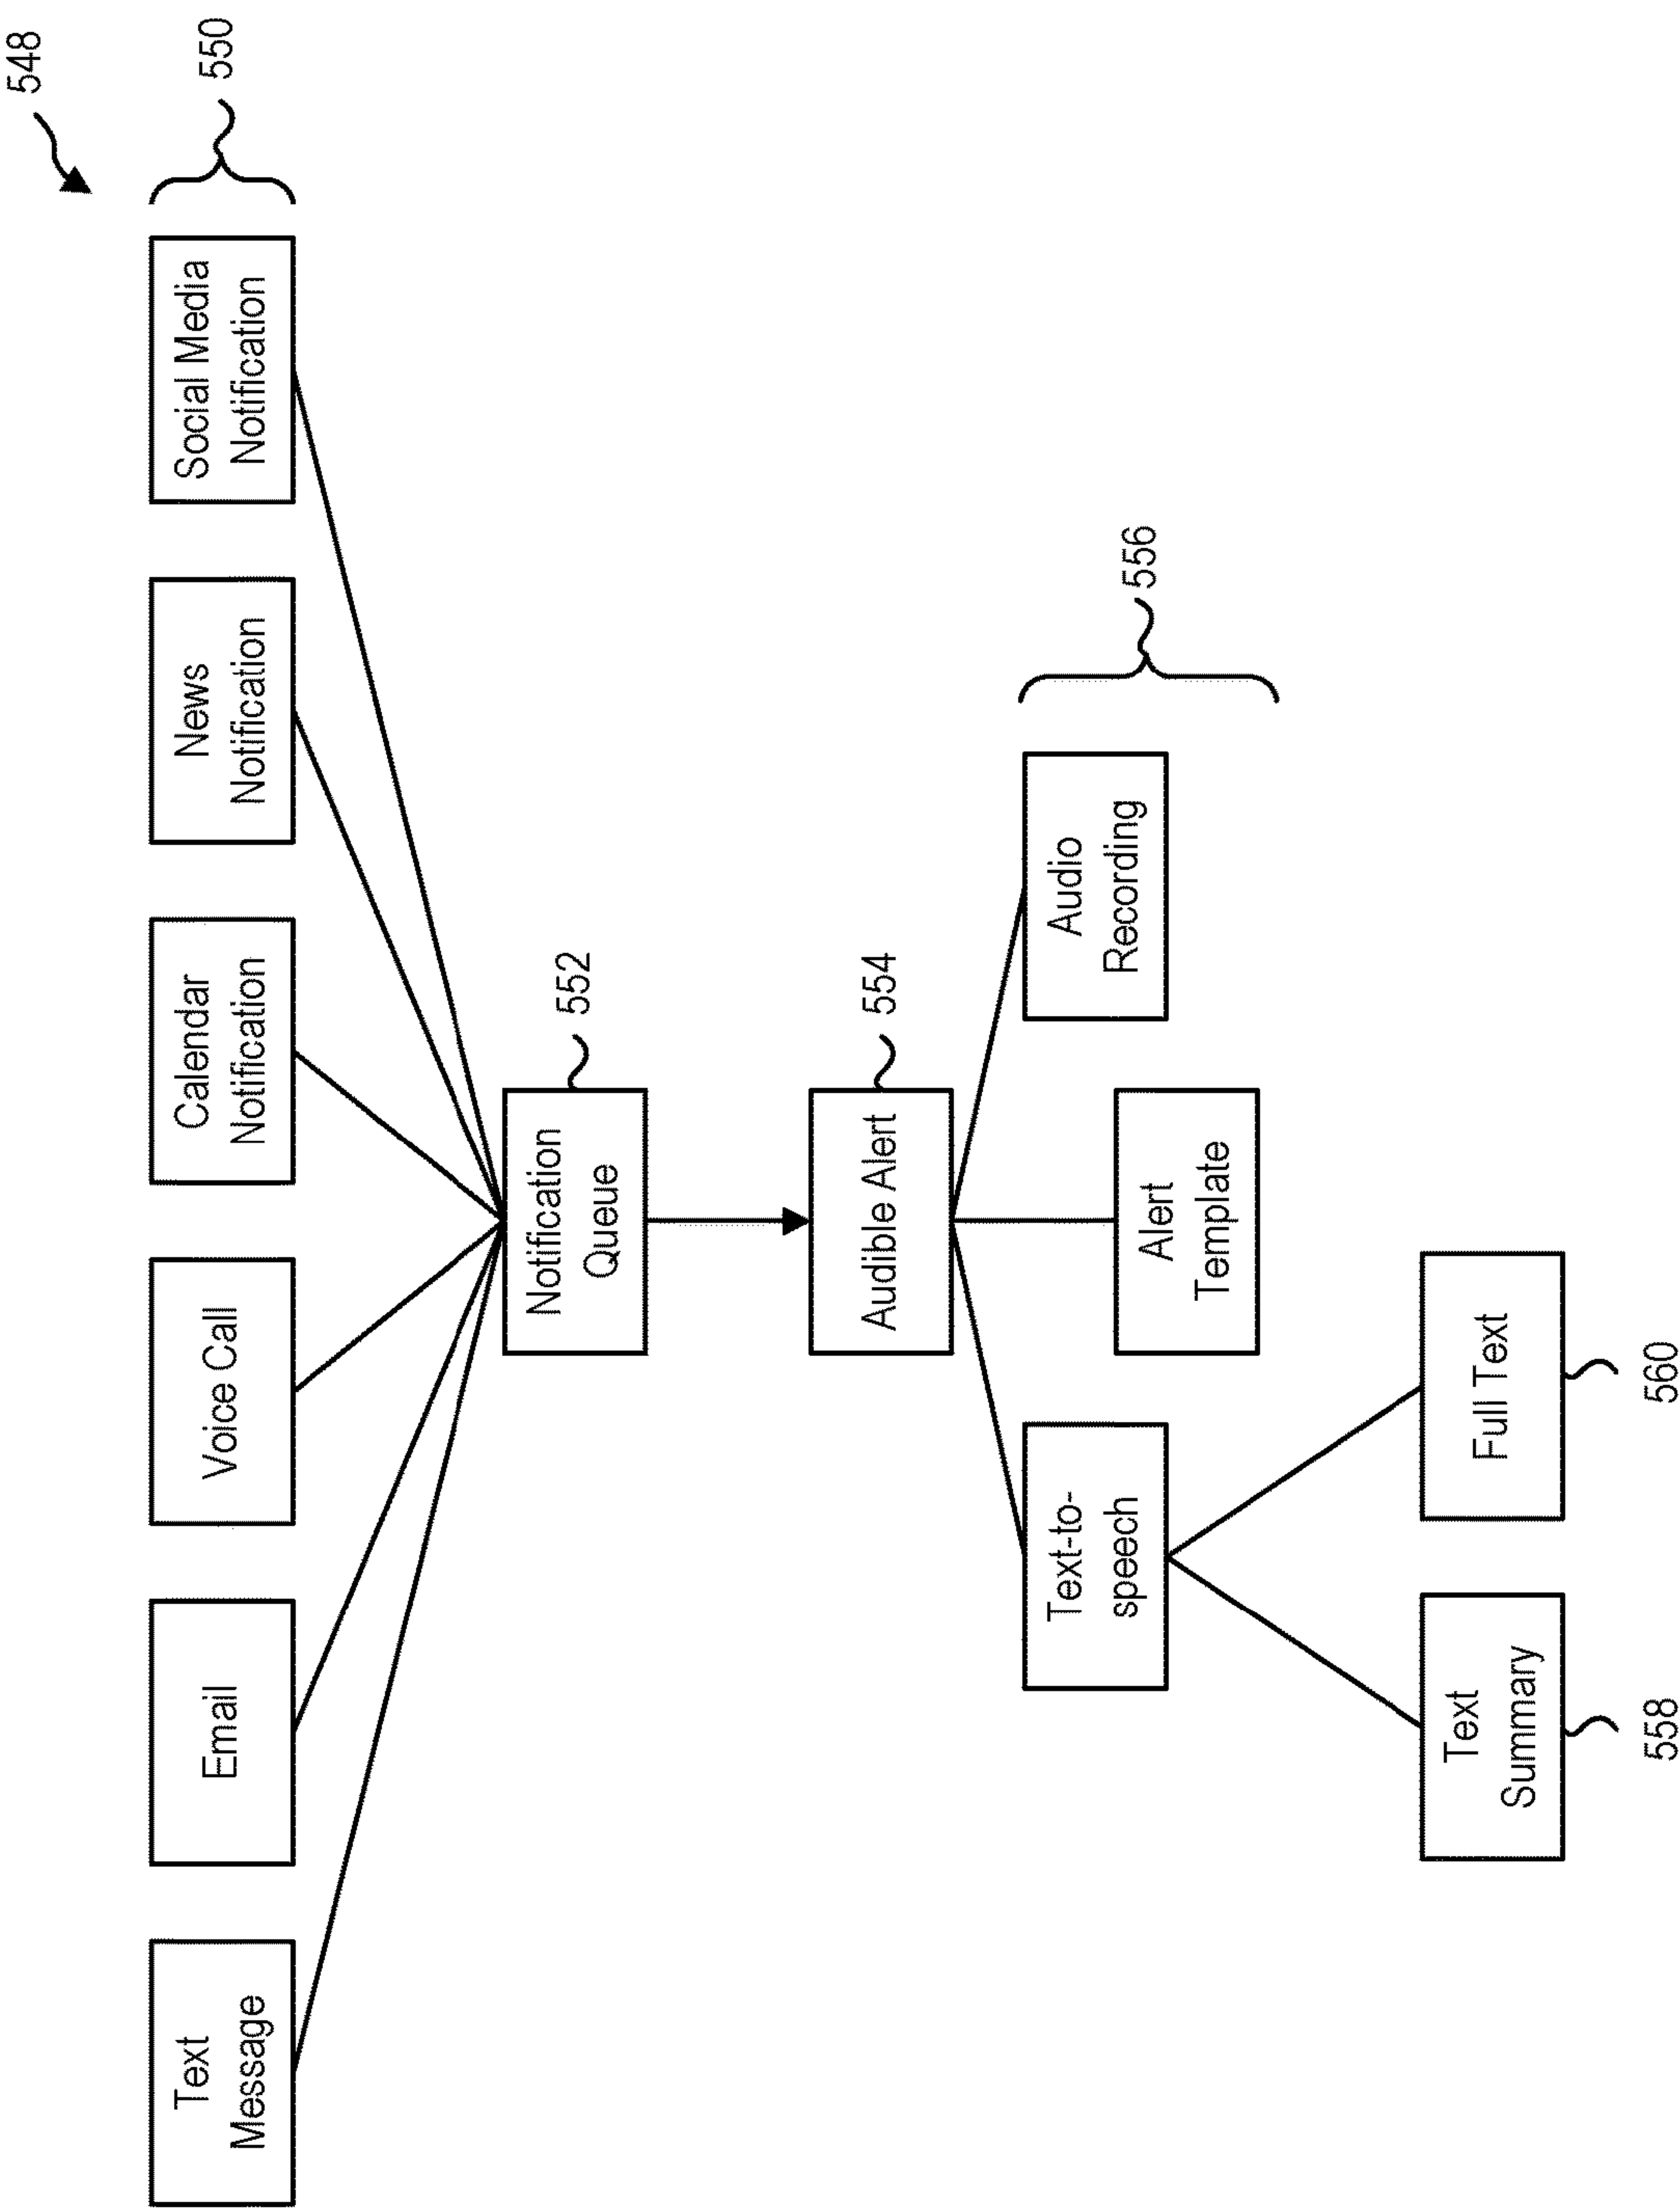 548
550
Text
Message
Email
Voice Call
Calendar
Notification
News
Notification
Social Media
Notification
Notification
Queue
552
Audible Alert
554
Text-to-
speech
Alert
Template
Audio
Recording
556
Text
Summary
Full Text
558
560